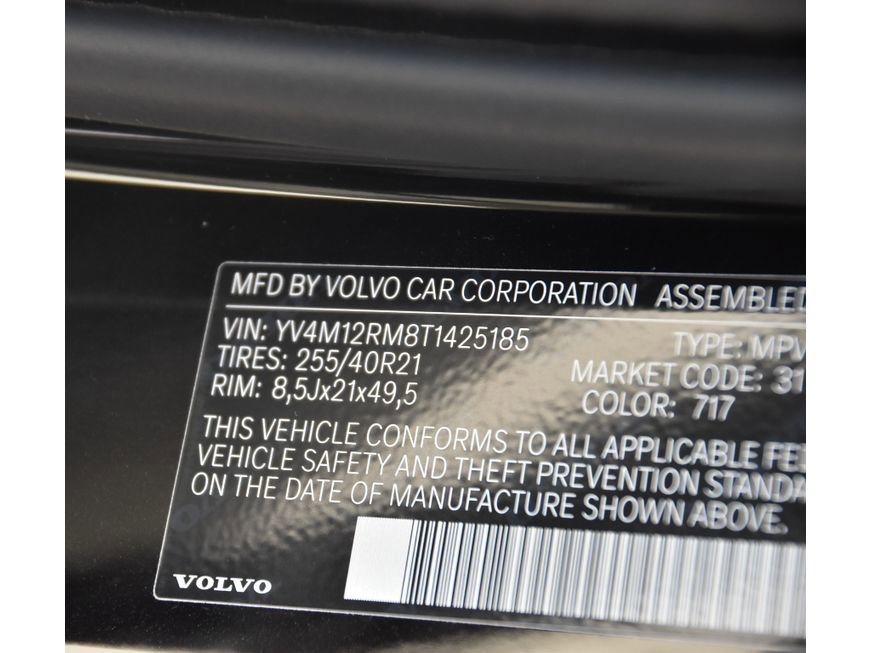 MFD BY VOLVO CAR CORPORATION ASSEMBLED
VIN: YV4M12RM8T1425185 TYPE: MPV
TIRES: 255/40R21 MARKET CODE: 31
RIM: 8,5Jx21x49,5 COLOR: 717
THIS VEHICLE CONFORMS TO ALL APPLICABLE FED
VEHICLE SAFETY AND THEFT PREVENTION STANDA
ON THE DATE OF MANUFACTURE SHOWN ABOVE.
VOLVO